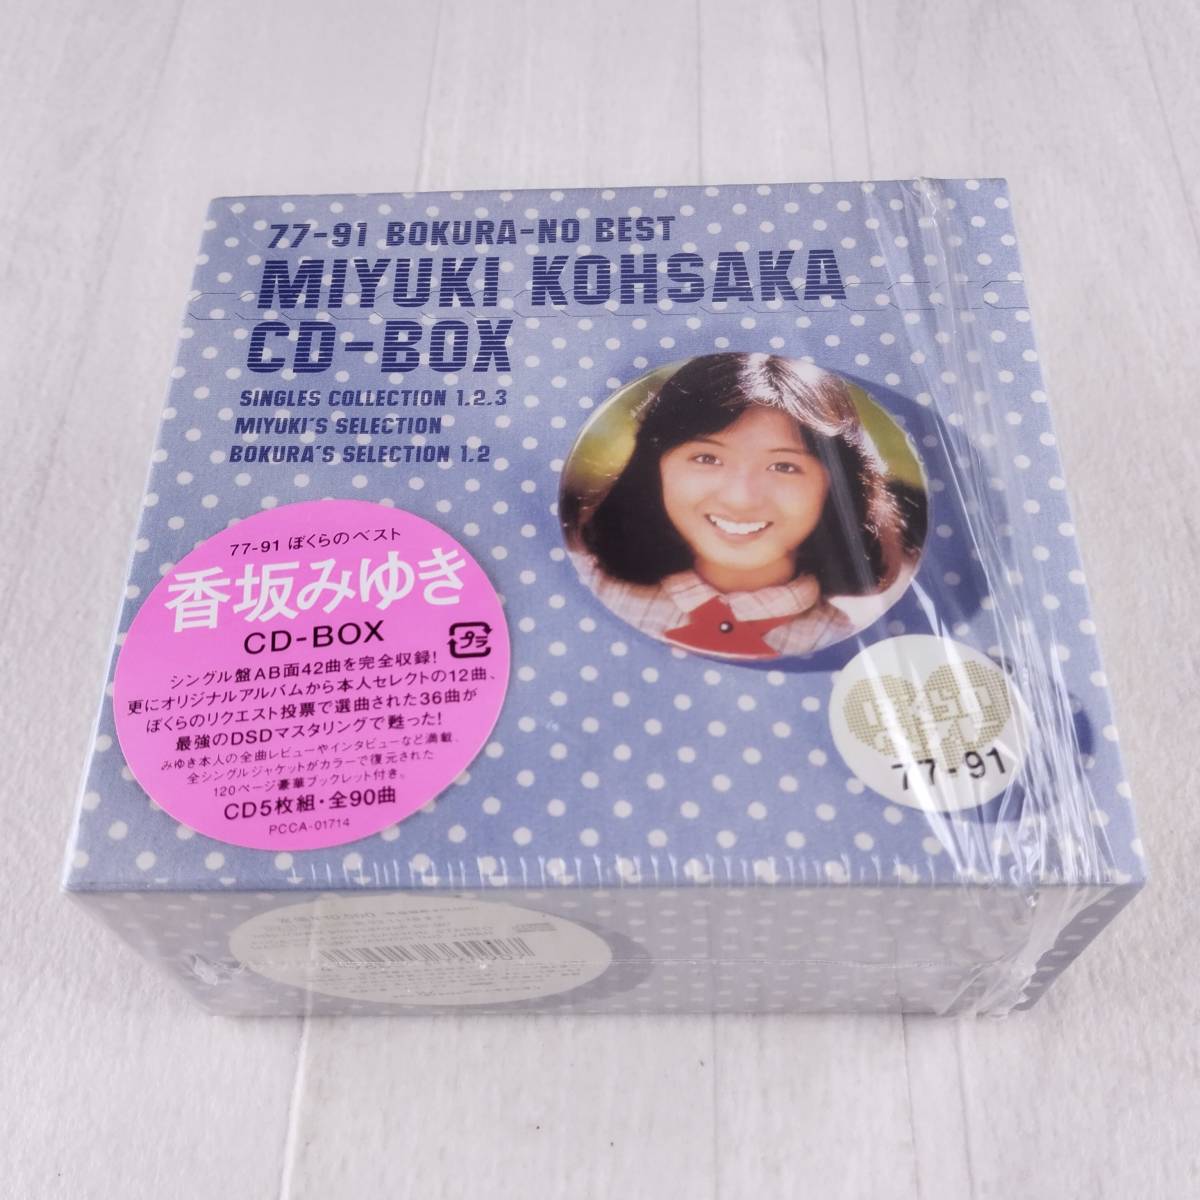 77-91 BOKURA-NO BEST
MIYUKI KOHSAKA
CD-BOX
SINGLES COLLECTION 1.2.3
MIYUKI'S SELECTION
BOKURA'S SELECTION 1.2
77-91 ぼくらのベスト
香坂みゆき
CD-BOX
プラ
シングル盤AB面42曲を完全収録!
更にオリジナルアルバムから本人セレクトの12曲、
ぼくらのリクエスト投票で選曲された36曲が
最強のDSDマスタリングで甦った!
みゆき本人の全曲レビューやインタビューなど満載、
全シングルジャケットがカラーで復元された
120ページ豪華ブックレット付き。
CD5枚組・全90曲
PCCA-01714
ぼくらの
ベスト
77-91